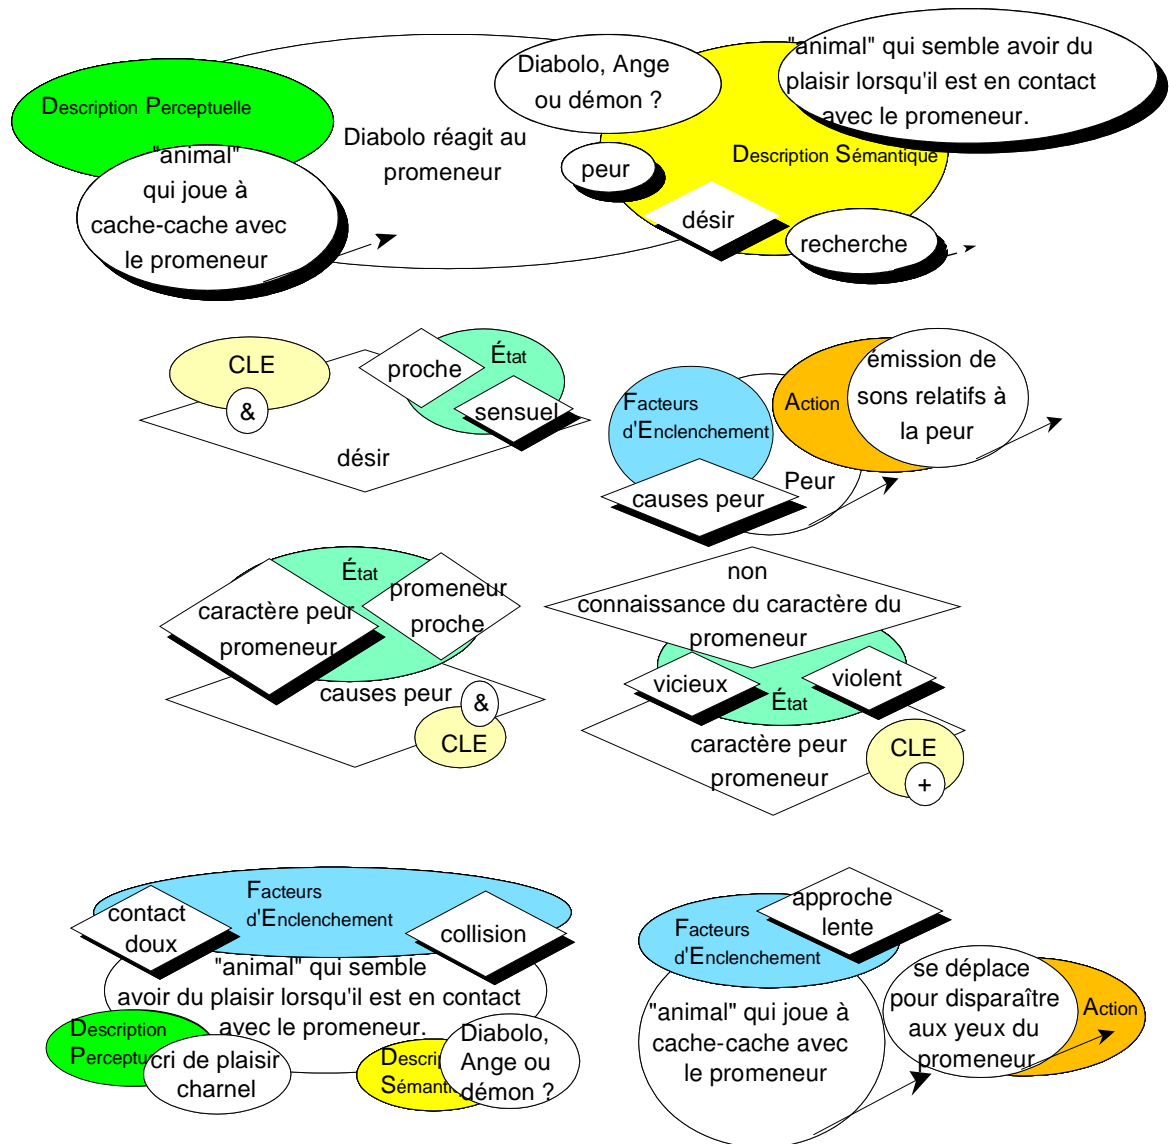 Description Perceptuelle
"animal"
qui joue à
cache-cache avec
le promeneur
Diabolo réagit au
promeneur
Diabolo, Ange
ou démon ?
peur
désir
Description Sémantique
recherche
"animal" qui semble avoir du
plaisir lorsqu'il est en contact
avec le promeneur.
CLE
&
proche
État
sensuel
désir
Facteurs
d'Enclenchement
causes peur
Peur
Action
émission de
sons relatifs à
la peur
État
caractère peur
promeneur
promeneur
proche
causes peur
&
CLE
non
connaissance du caractère du
promeneur
vicieux
État
violent
caractère peur
promeneur
CLE
+
Facteurs
d'Enclenchement
contact
doux
collision
"animal" qui semble
avoir du plaisir lorsqu'il est en contact
avec le promeneur.
Description
cri de plaisir
charnel
Diabolo,
Ange ou
démon ?
approche
lente
Facteurs
d'Enclenchement
"animal" qui joue à
cache-cache avec
le promeneur
se déplace
pour disparaître
aux yeux du
promeneur
Action